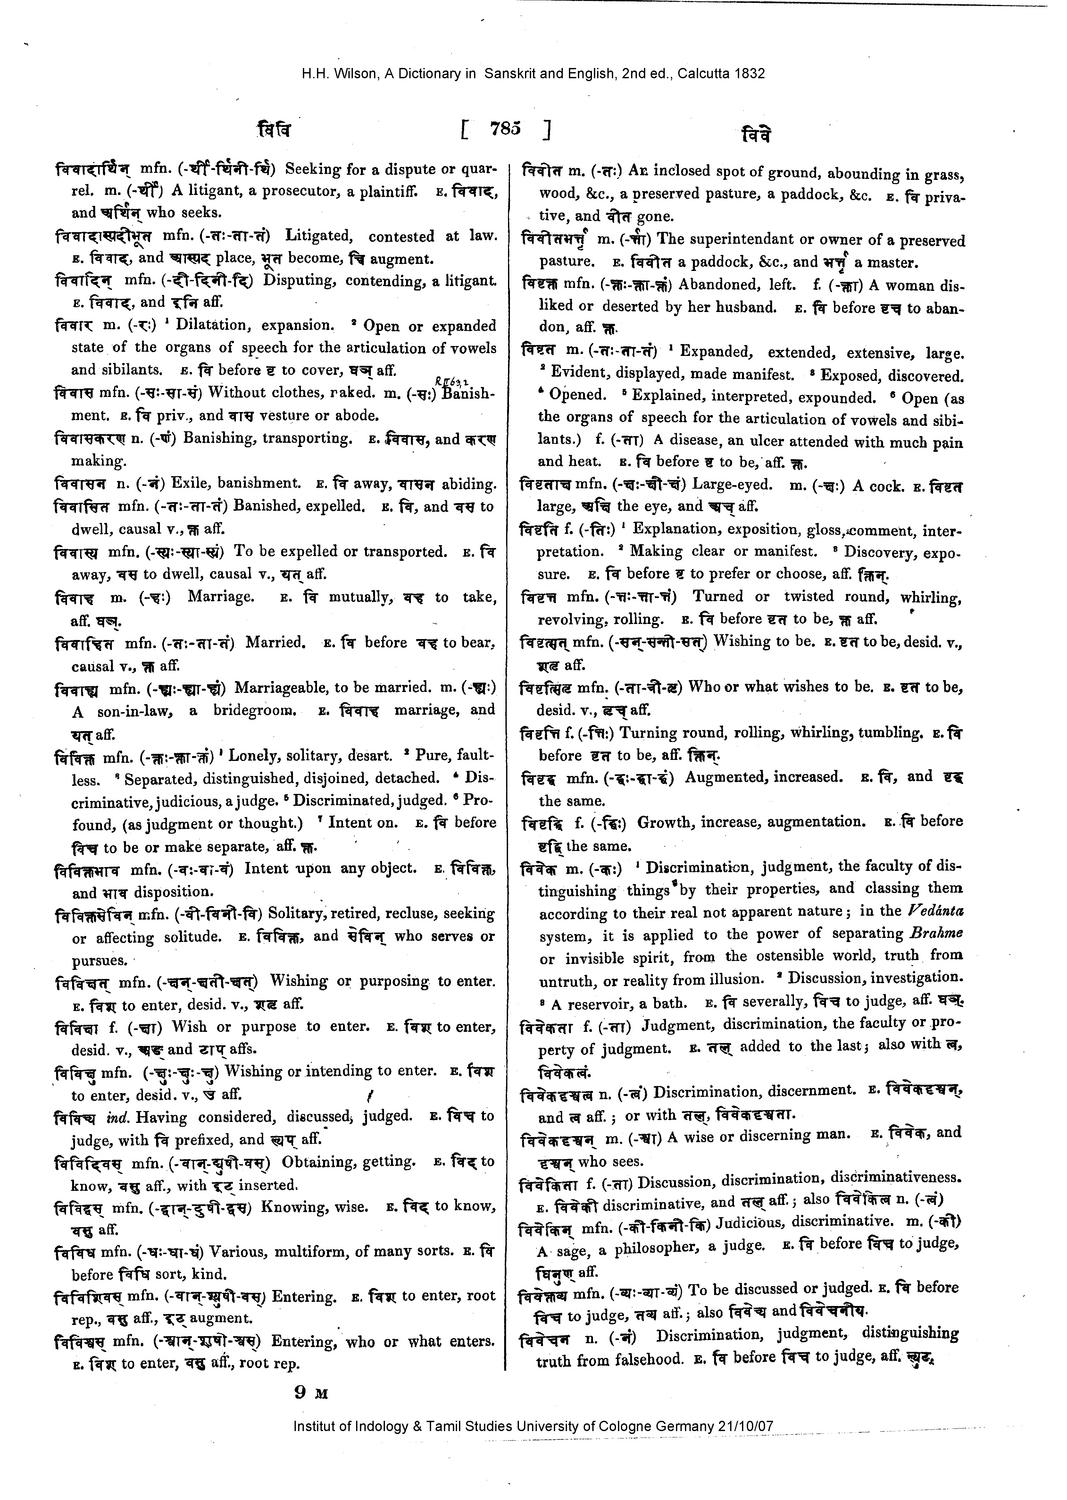 H.H. Wilson, A Dictionary in Sanskrit and English, 2nd ed., Calcutta 1832
विवि [ 785 ] विवे
विवादार्थिन् mfn. (-र्थी-र्थिनी-र्थि) Seeking for a dispute or quar-
rel. m. (-र्थी) A litigant, a prosecutor, a plaintiff. E. विवाद,
and अर्थिन् who seeks.
विवादास्पदीभूत mfn. (-तः-ता-तं) Litigated, contested at law.
E. विवाद, and आस्पद place, भूत become, च्वि augment.
विवादिन् mfn. (-दी-दिनी-दि) Disputing, contending, a litigant.
E. विवाद, and इनि aff.
विवार m. (-रः) ¹ Dilatation, expansion. ² Open or expanded
state of the organs of speech for the articulation of vowels
and sibilants. E. वि before वृ to cover, घञ् aff.
विवास mfn. (-सः-सा-सं) Without clothes, raked. m. (-सः) Banish-
ment. E. वि priv., and वास vesture or abode.
विवासकरण n. (-णं) Banishing, transporting. E. विवास, and करण
making.
विवासन n. (-नं) Exile, banishment. E. वि away, वासन abiding.
विवासित mfn. (-तः-ता-तं) Banished, expelled. E. वि, and वस to
dwell, causal v., क्त aff.
विवास्य mfn. (-स्यः-स्या-स्यं) To be expelled or transported. E. वि
away, वस to dwell, causal v., यत् aff.
विवाह m. (-हः) Marriage. E. वि mutually, वह to take,
aff. घञ्.
विवाहित mfn. (-तः-ता-तं) Married. E. वि before वह to bear,
causal v., क्त aff.
विवाह्य mfn. (-ह्यः-ह्या-ह्यं) Marriageable, to be married. m. (-ह्यः)
A son-in-law, a bridegroom. E. विवाह marriage, and
यत् aff.
विविक्त mfn. (-क्तः-क्ता-क्तं) ¹ Lonely, solitary, desart. ² Pure, fault-
less. ³ Separated, distinguished, disjoined, detached. ⁴ Dis-
criminative, judicious, a judge. ⁵ Discriminated, judged. ⁶ Pro-
found, (as judgment or thought.) ⁷ Intent on. E. वि before
विच to be or make separate, aff. क्त.
विविक्तभाव mfn. (-वः-वा-वं) Intent upon any object. E. विविक्त,
and भाव disposition.
विविक्तसेविन् mfn. (-वी-विनी-वि) Solitary, retired, recluse, seeking
or affecting solitude. E. विविक्त, and सेविन् who serves or
pursues.
विविक्षत् mfn. (-क्षन्-क्षती-क्षत्) Wishing or purposing to enter.
E. विश् to enter, desid. v., शतृ aff.
विविक्षा f. (-क्षा) Wish or purpose to enter. E. विश् to enter,
desid. v., अङ् and टाप् affs.
विविक्षु mfn. (-क्षुः-क्षुः-क्षु) Wishing or intending to enter. E. विश
to enter, desid. v., उ aff.
विविच्य ind. Having considered, discussed, judged. E. विच to
judge, with वि prefixed, and ल्यप् aff.
विविदिवस् mfn. (-वान्-दुषी-वस्) Obtaining, getting. E. विद् to
know, वसु aff., with इट् inserted.
विविद्वस् mfn. (-द्वान्-दुषी-द्वस्) Knowing, wise. E. विद् to know,
वसु aff.
विविध mfn. (-धः-धा-धं) Various, multiform, of many sorts. E. वि
before विधि sort, kind.
विविशिवस् mfn. (-वान्-शुषी-वस्) Entering. E. विश् to enter, root
rep., वसु aff., इट् augment.
विविश्वस् mfn. (-श्वान्-शुषी-श्वस्) Entering, who or what enters.
E. विश् to enter, वसु aff., root rep.
9 M
विवीत m. (-तः) An inclosed spot of ground, abounding in grass,
wood, &c., a preserved pasture, a paddock, &c. E. वि priva-
tive, and वीत gone.
विवीतभर्त्तृ m. (-र्त्ता) The superintendant or owner of a preserved
pasture. E. विवीत a paddock, &c., and भर्त्तृ a master.
विवृक्त mfn. (-क्तः-क्ता-क्तं) Abandoned, left. f. (-क्ता) A woman dis-
liked or deserted by her husband. E. वि before वृच to aban-
don, aff. क्त.
विवृत m. (-तः-ता-तं) ¹ Expanded, extended, extensive, large.
² Evident, displayed, made manifest. ³ Exposed, discovered.
⁴ Opened. ⁵ Explained, interpreted, expounded. ⁶ Open (as
the organs of speech for the articulation of vowels and sibi-
lants.) f. (-ता) A disease, an ulcer attended with much pain
and heat. E. वि before वृ to be, aff. क्त.
विवृताक्ष mfn. (-क्षः-क्षी-क्षं) Large-eyed. m. (-क्षः) A cock. E. विवृत
large, अक्षि the eye, and अच् aff.
विवृति f. (-तिः) ¹ Explanation, exposition, gloss, comment, inter-
pretation. ² Making clear or manifest. ³ Discovery, expo-
sure. E. वि before वृ to prefer or choose, aff. क्तिन्.
विवृत्त mfn. (-त्तः-त्ता-त्तं) Turned or twisted round, whirling,
revolving, rolling. E. वि before वृत to be, क्त aff.
विवृत्सत् mfn. (-सन्-सन्ती-सत्) Wishing to be. E. वृत to be, desid. v.,
शतृ aff.
विवृत्सितृ mfn. (-ता-त्री-तृ) Who or what wishes to be. E. वृत to be,
desid. v., तृच् aff.
विवृत्ति f. (-त्तिः) Turning round, rolling, whirling, tumbling. E. वि
before वृत to be, aff. क्तिन्.
विवृद्ध mfn. (-द्धः-द्धा-द्धं) Augmented, increased. E. वि, and वृद्ध
the same.
विवृद्धि f. (-द्धिः) Growth, increase, augmentation. E. वि before
वृद्धि the same.
विवेक m. (-कः) ¹ Discrimination, judgment, the faculty of dis-
tinguishing things by their properties, and classing them
according to their real not apparent nature; in the Vedánta
system, it is applied to the power of separating Brahme
or invisible spirit, from the ostensible world, truth from
untruth, or reality from illusion. ² Discussion, investigation.
³ A reservoir, a bath. E. वि severally, विच to judge, aff. घञ्.
विवेकता f. (-ता) Judgment, discrimination, the faculty or pro-
perty of judgment. E. तल् added to the last; also with त्व,
विवेकत्वं.
विवेकदृश्वत्व n. (-त्वं) Discrimination, discernment. E. विवेकदृश्वन्,
and त्व aff.; or with तल्, विवेकदृश्वता.
विवेकदृश्वन् m. (-श्वा) A wise or discerning man. E. विवेक, and
दृश्वन् who sees.
विवेकिता f. (-ता) Discussion, discrimination, discriminativeness.
E. विवेकी discriminative, and तल् aff.; also विवेकित्व n. (-त्वं)
विवेकिन् mfn. (-की-किनी-कि) Judicious, discriminative. m. (-की)
A sage, a philosopher, a judge. E. वि before विच to judge,
घिनुण् aff.
विवेक्तव्य mfn. (-व्यः-व्या-व्यं) To be discussed or judged. E. वि before
विच to judge, तव्य aff.; also विवेच्य and विवेचनीय.
विवेचन n. (-नं) Discrimination, judgment, distinguishing
truth from falsehood. E. वि before विच to judge, aff. ल्युट्.
Institut of Indology & Tamil Studies University of Cologne Germany 21/10/07